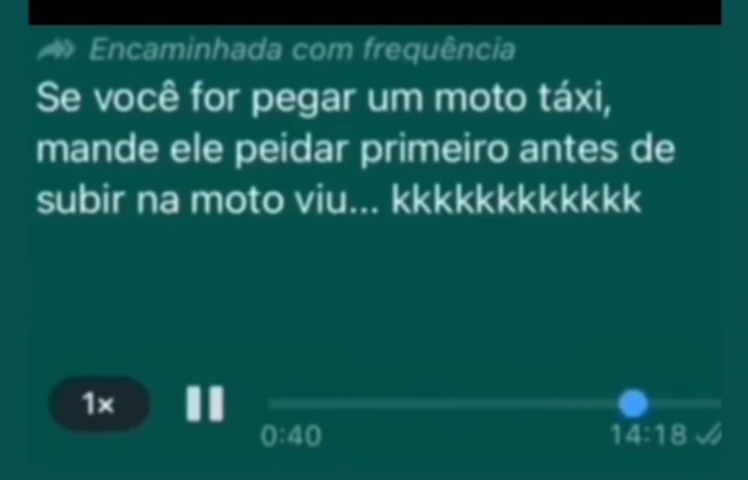 Encaminhada com frequência
Se você for pegar um moto táxi,
mande ele peidar primeiro antes de
subir na moto viu... kkkkkkkkkkkk
1×
0:40 14:18